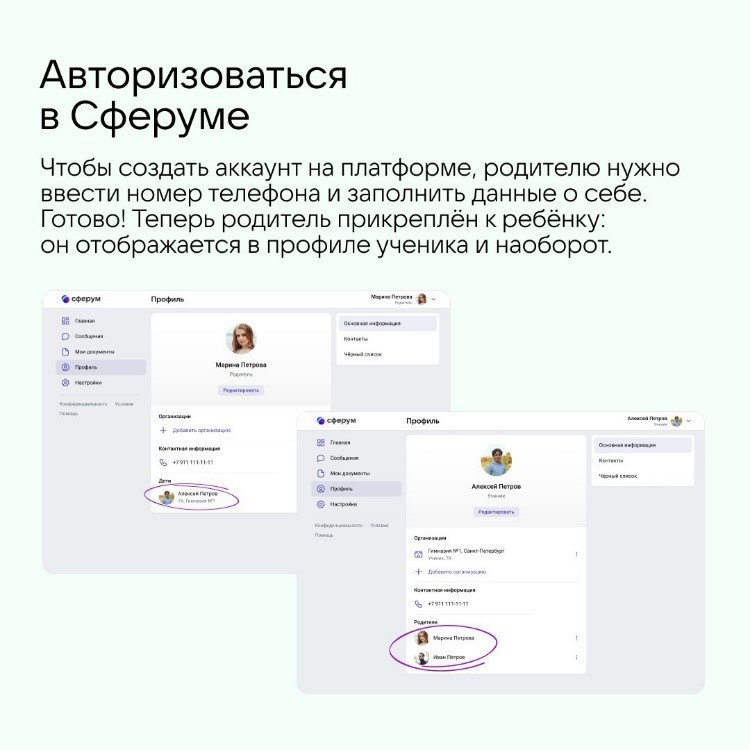 Авторизоваться
в Сферуме
Чтобы создать аккаунт на платформе, родителю нужно
ввести номер телефона и заполнить данные о себе.
Готово! Теперь родитель прикреплён к ребёнку:
он отображается в профиле ученика и наоборот.
сферум
Профиль
Марина Петрова
Родитель
Главная
Сообщения
Мои документы
Профиль
Настройки
Конфиденциальность Условия
Помощь
Марина Петрова
Родитель
Редактировать
Организации
Добавить организацию
Контактная информация
+7 911 111-11-11
Дети
Алексей Петров
7А, Гимназия №1
Основная информация
Контакты
Чёрный список
сферум
Профиль
Алексей Петров
Ученик
Главная
Сообщения
Мои документы
Профиль
Настройки
Конфиденциальность Условия
Помощь
Алексей Петров
Ученик
Редактировать
Организации
Гимназия №1, Санкт-Петербург
Ученик, 7А
Добавить организацию
Контактная информация
+7 911 111-11-11
Родители
Марина Петрова
Иван Петров
Основная информация
Контакты
Чёрный список